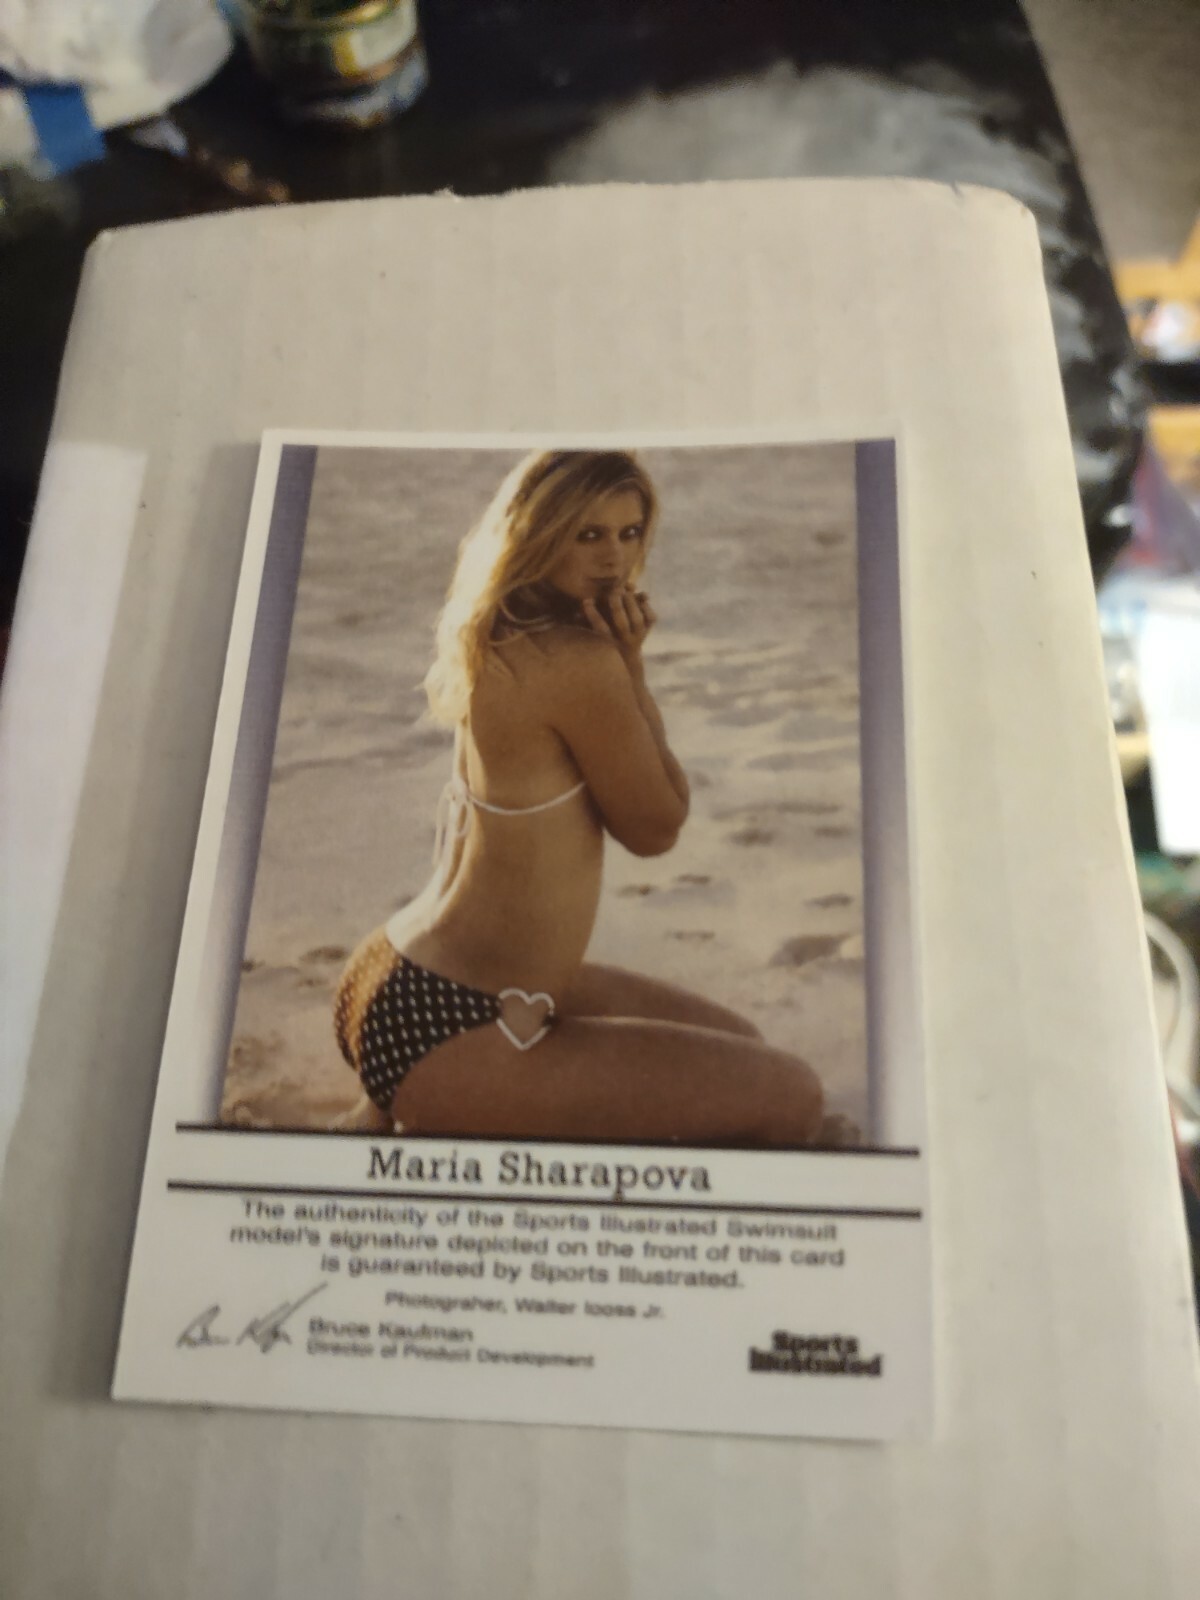 Maria Sharapova
The authenticity of the Sports Illustrated Swimsuit
model's signature depicted on the front of this card
is guaranteed by Sports Illustrated.
Photograher, Walter Iooss Jr.
Bruce Kaufman
Director of Product Development
Sports
Illustrated